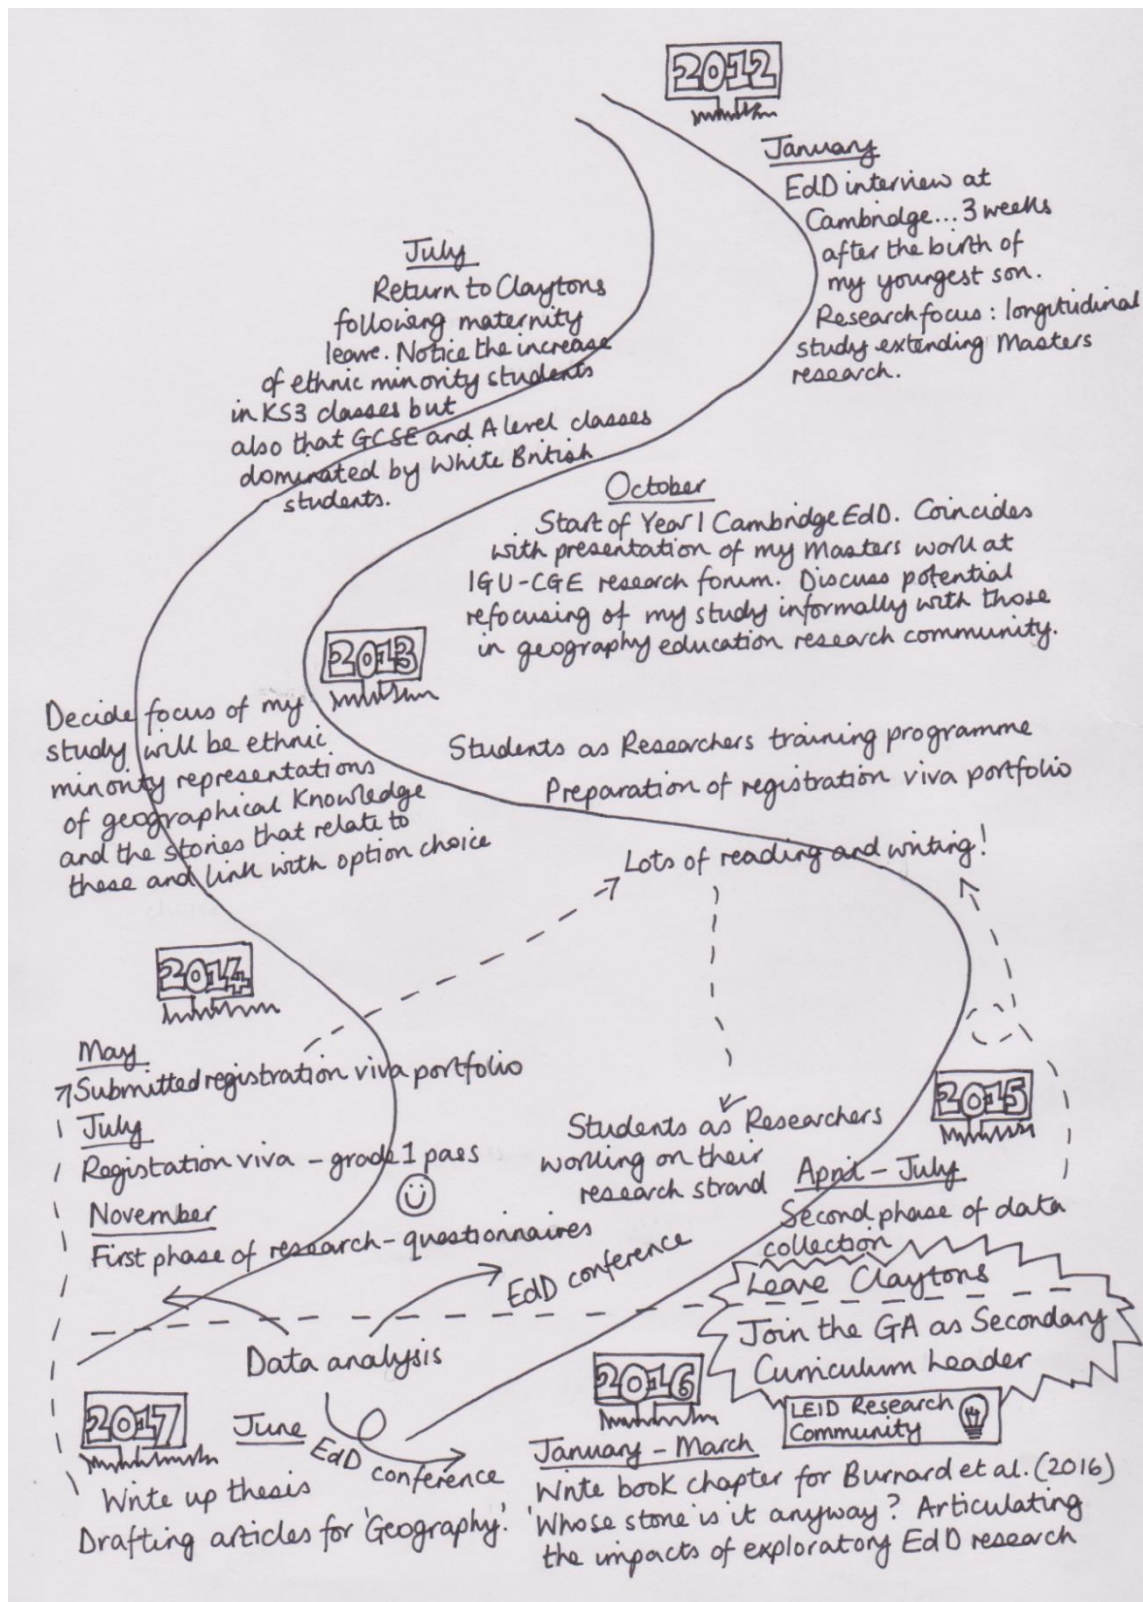 2012
January
EdD interview at
Cambridge... 3 weeks
after the birth of
my youngest son.
Research focus : longitudinal
study extending Masters
research.
July
Return to Claytons
following maternity
leave. Notice the increase
of ethnic minority students
in KS3 classes but
also that GCSE and A level classes
dominated by White British
students.
October
Start of Year 1 Cambridge EdD. Coincides
with presentation of my Masters work at
IGU-CGE research forum. Discuss potential
refocusing of my study informally with those
in geography education research community.
2013
Decide focus of my
study will be ethnic
minority representations
of geographical Knowledge
and the stories that relate to
these and link with option choice
Students as Researchers training programme
Preparation of registration viva portfolio
Lots of reading and writing!
2014
May
Submitted registration viva portfolio
July
Registation viva - grade 1 pass
November
First phase of research - questionnaires
Students as Researchers
working on their
research strand
2015
April - July
Second phase of data
collection
Leave Claytons
Join the GA as Secondary
Curriculum Leader
LEID Research
Community
EdD conference
Data analysis
2016
January - March
Write book chapter for Burnard et al. (2016)
'Whose stone is it anyway? Articulating
the impacts of exploratory EdD research
June
EdD conference
2017
Write up thesis
Drafting articles for 'Geography'.